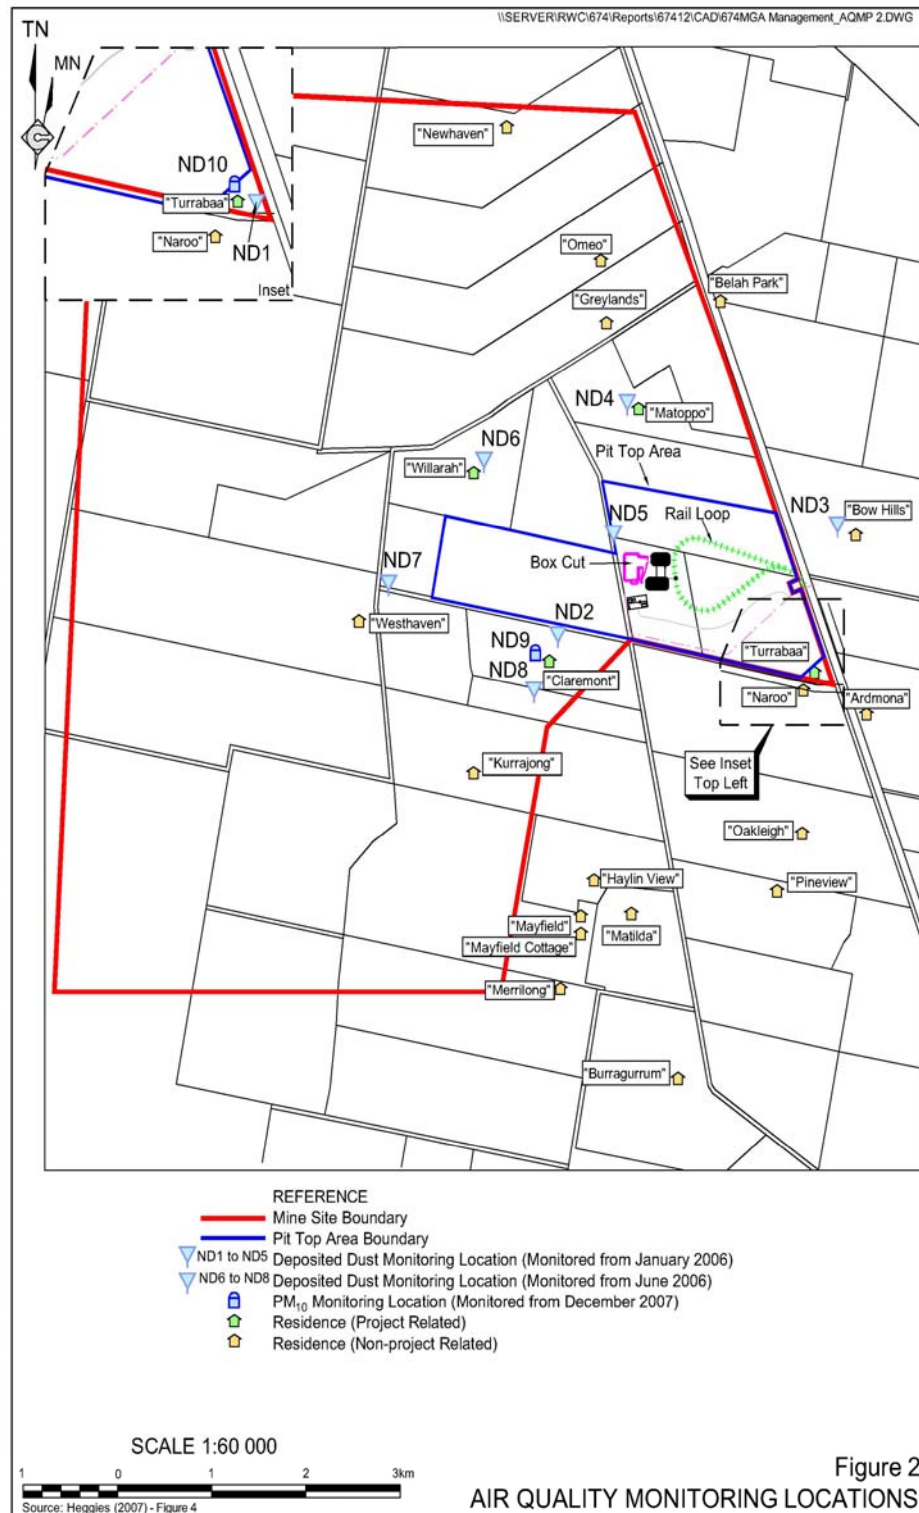 \\SERVER\RWC\674\Reports\67412\CAD\674MGA Management_AQMP 2.DWG
TN
MN
ND10
"Turrabaa"
"Naroo"
ND1
Inset
"Newhaven"
"Omeo"
"Belah Park"
"Greylands"
ND4
"Matoppo"
ND6
Pit Top Area
"Willarah"
ND3
"Bow Hills"
ND5
Rail Loop
Box Cut
ND7
"Westhaven"
ND2
ND9
"Turrabaa"
ND8
"Claremont"
"Naroo"
"Ardmona"
"Kurrajong"
See Inset
Top Left
"Oakleigh"
"Haylin View"
"Pineview"
"Mayfield"
"Matilda"
"Mayfield Cottage"
"Merrilong"
"Burragurrum"
REFERENCE
Mine Site Boundary
Pit Top Area Boundary
ND1 to ND5 Deposited Dust Monitoring Location (Monitored from January 2006)
ND6 to ND8 Deposited Dust Monitoring Location (Monitored from June 2006)
PM10 Monitoring Location (Monitored from December 2007)
Residence (Project Related)
Residence (Non-project Related)
SCALE 1:60 000
1 0 1 2 3km
Source: Heggies (2007) - Figure 4
Figure 2
AIR QUALITY MONITORING LOCATIONS